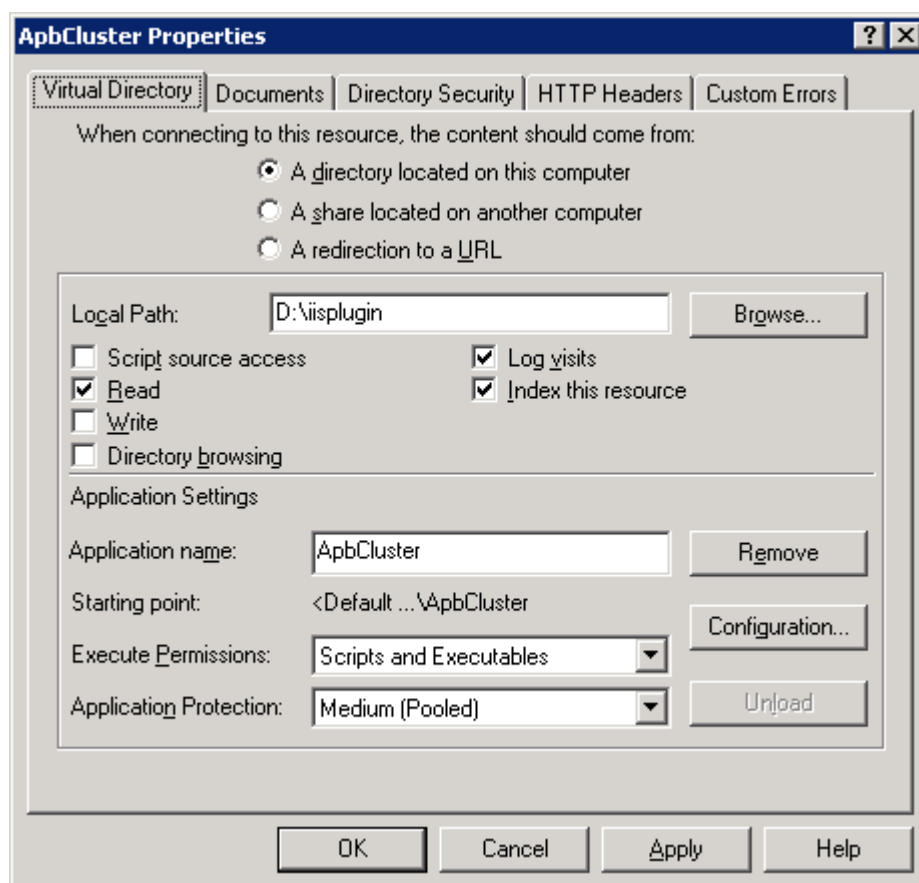 ApbCluster Properties
Virtual Directory Documents Directory Security HTTP Headers Custom Errors
When connecting to this resource, the content should come from:
A directory located on this computer
A share located on another computer
A redirection to a URL
Local Path: D:\iisplugin Browse...
Script source access Log visits
Read Index this resource
Write
Directory browsing
Application Settings
Application name: ApbCluster Remove
Starting point: <Default ...\ApbCluster
Configuration...
Execute Permissions: Scripts and Executables
Application Protection: Medium (Pooled) Unload
OK Cancel Apply Help